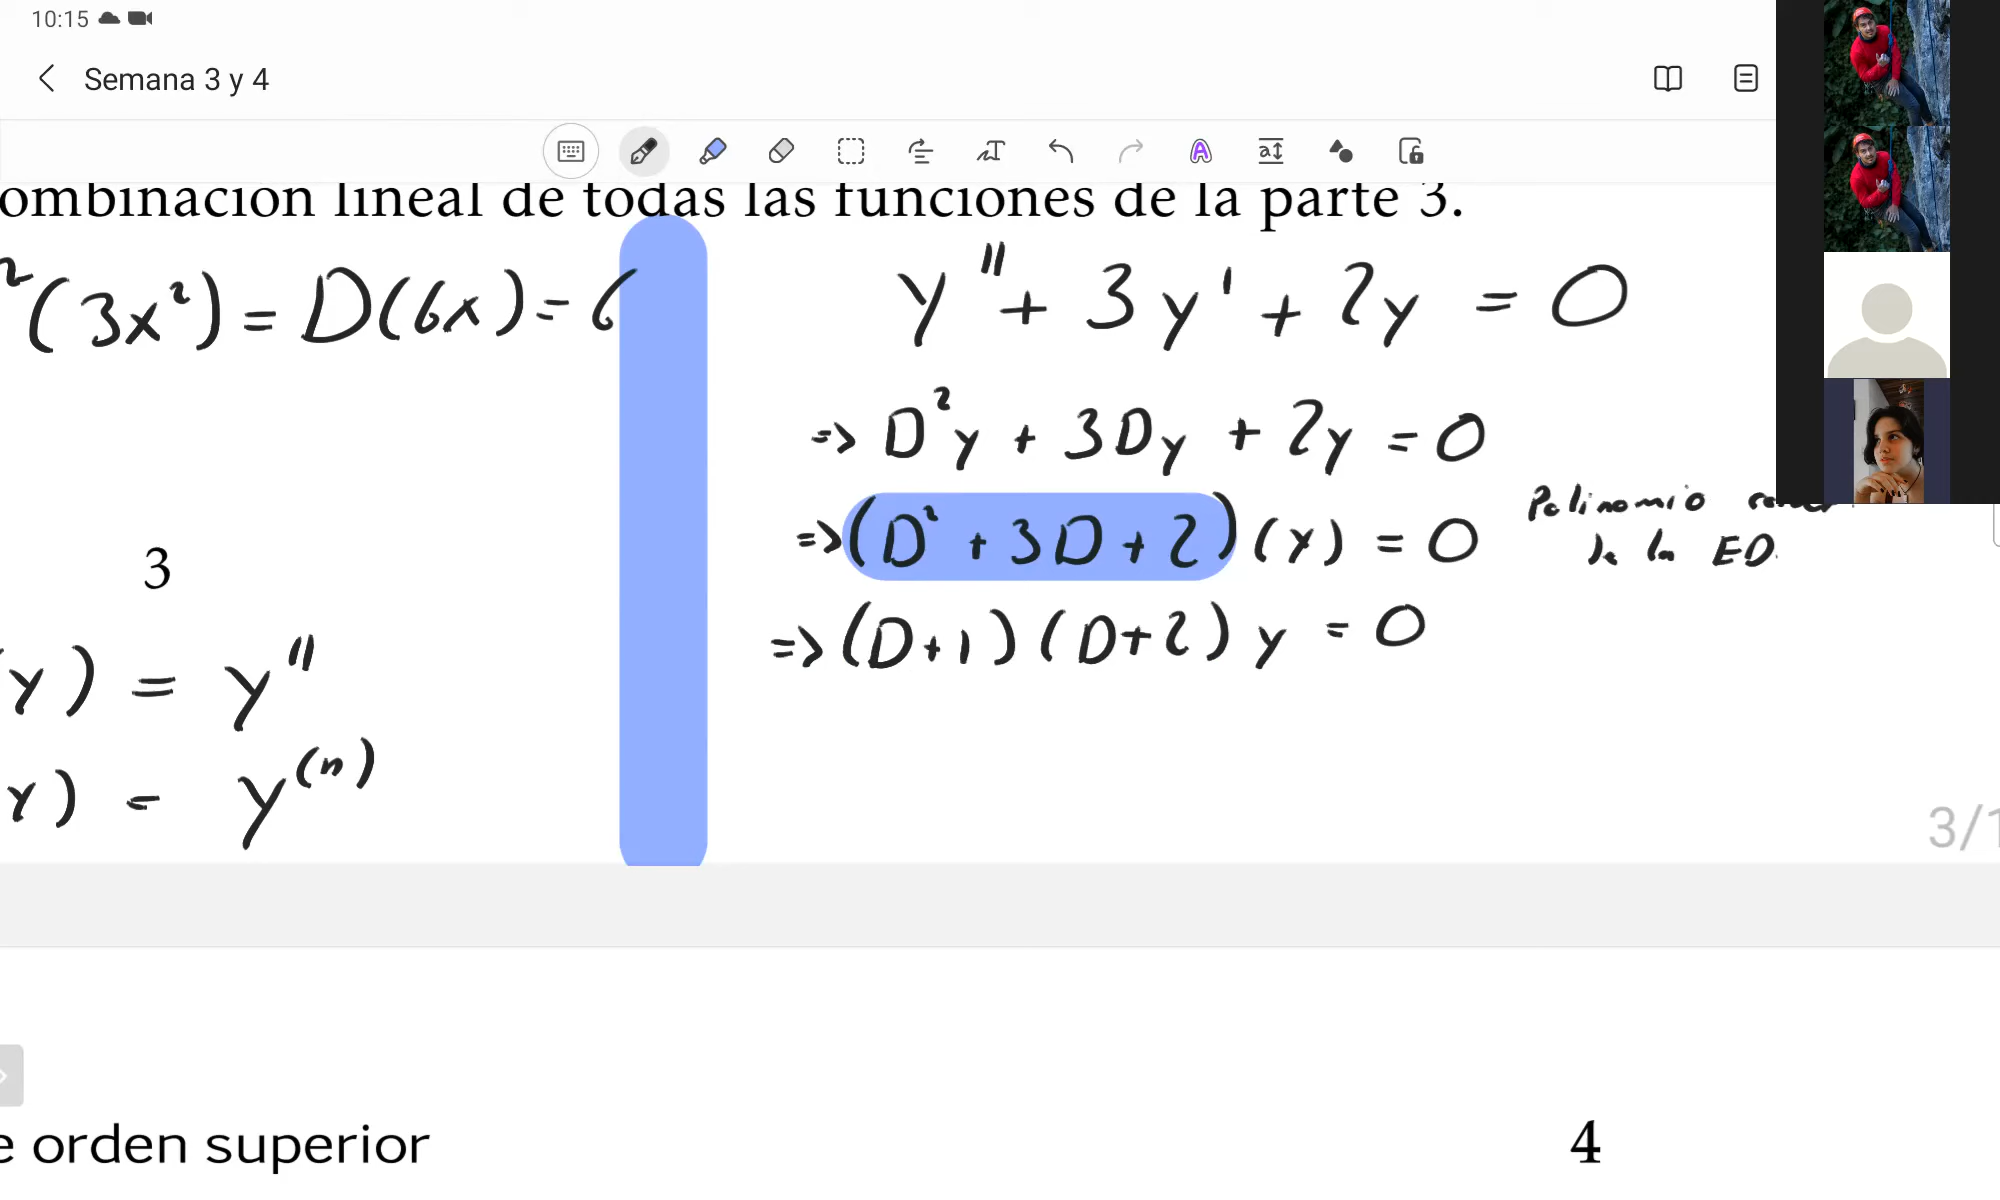 10:15
Semana 3 y 4
ombinación lineal de todas las funciones de la parte 3.
²(3x²) = D(6x) = 6
3
y) = y''
y) = y⁽ⁿ⁾
y'' + 3y' + 2y = 0
=> D²y + 3Dy + 2y = 0
=> (D² + 3D + 2)(y) = 0
Polinomio
de la ED.
=> (D+1)(D+2)y = 0
3/1
e orden superior
4